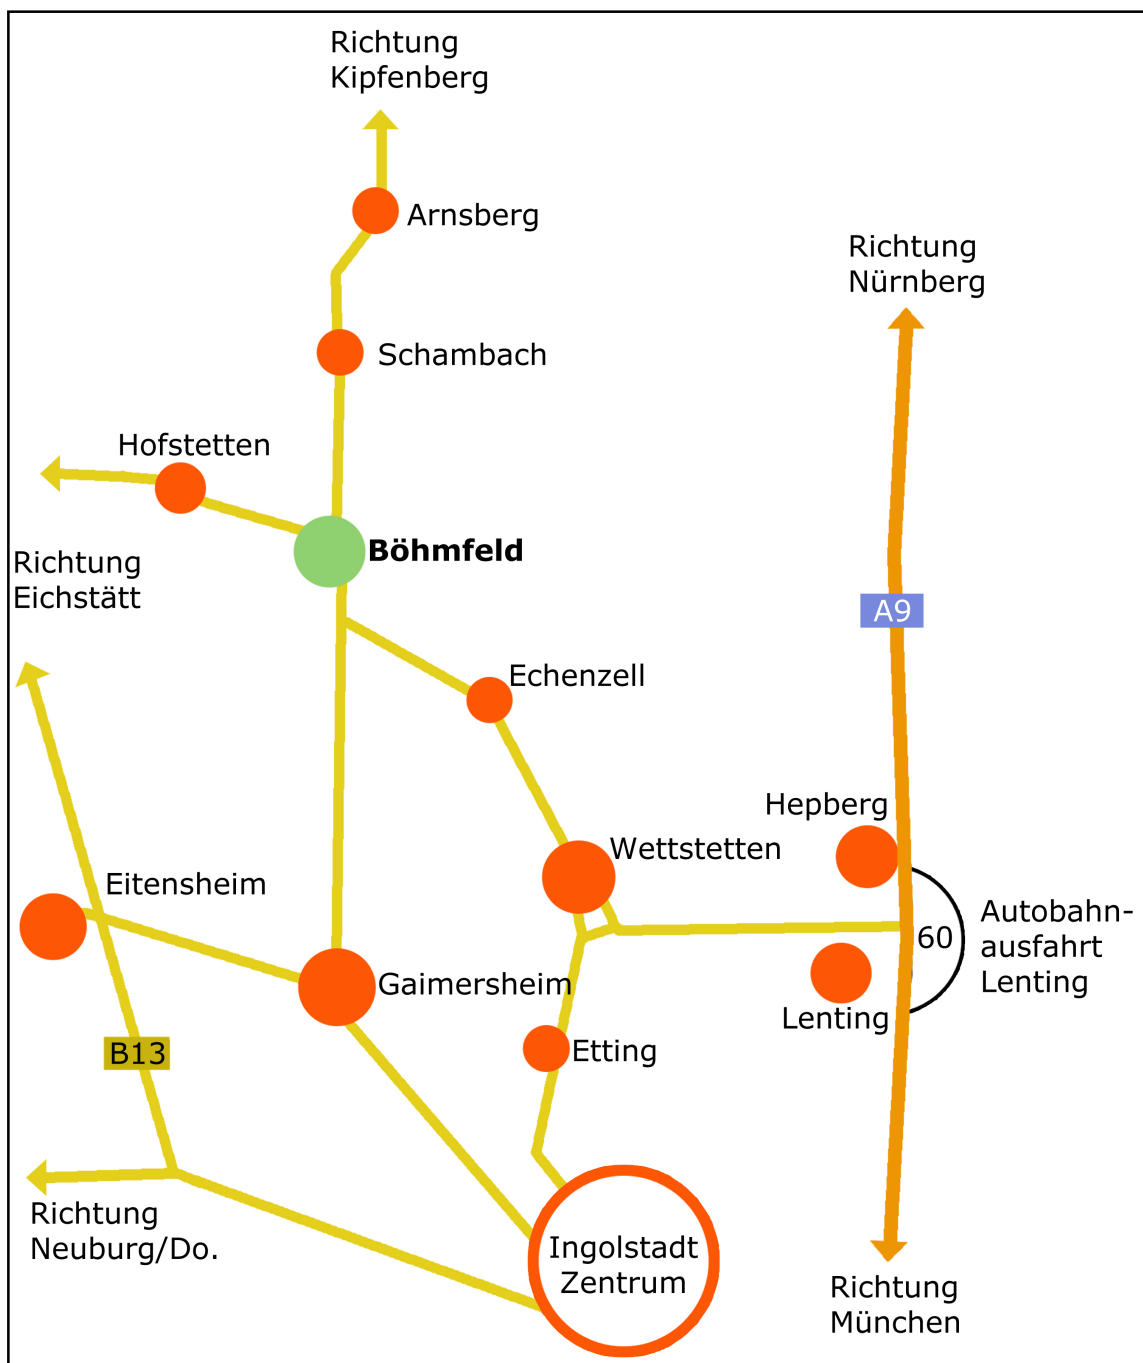 Richtung
Kipfenberg
Arnsberg
Richtung
Nürnberg
Schambach
Hofstetten
Böhmfeld
Richtung
Eichstätt
A9
Echenzell
Hepberg
Wettstetten
Eitensheim
Autobahn-
ausfahrt
Lenting
60
Gaimersheim
Lenting
Etting
B13
Richtung
Neuburg/Do.
Ingolstadt
Zentrum
Richtung
München